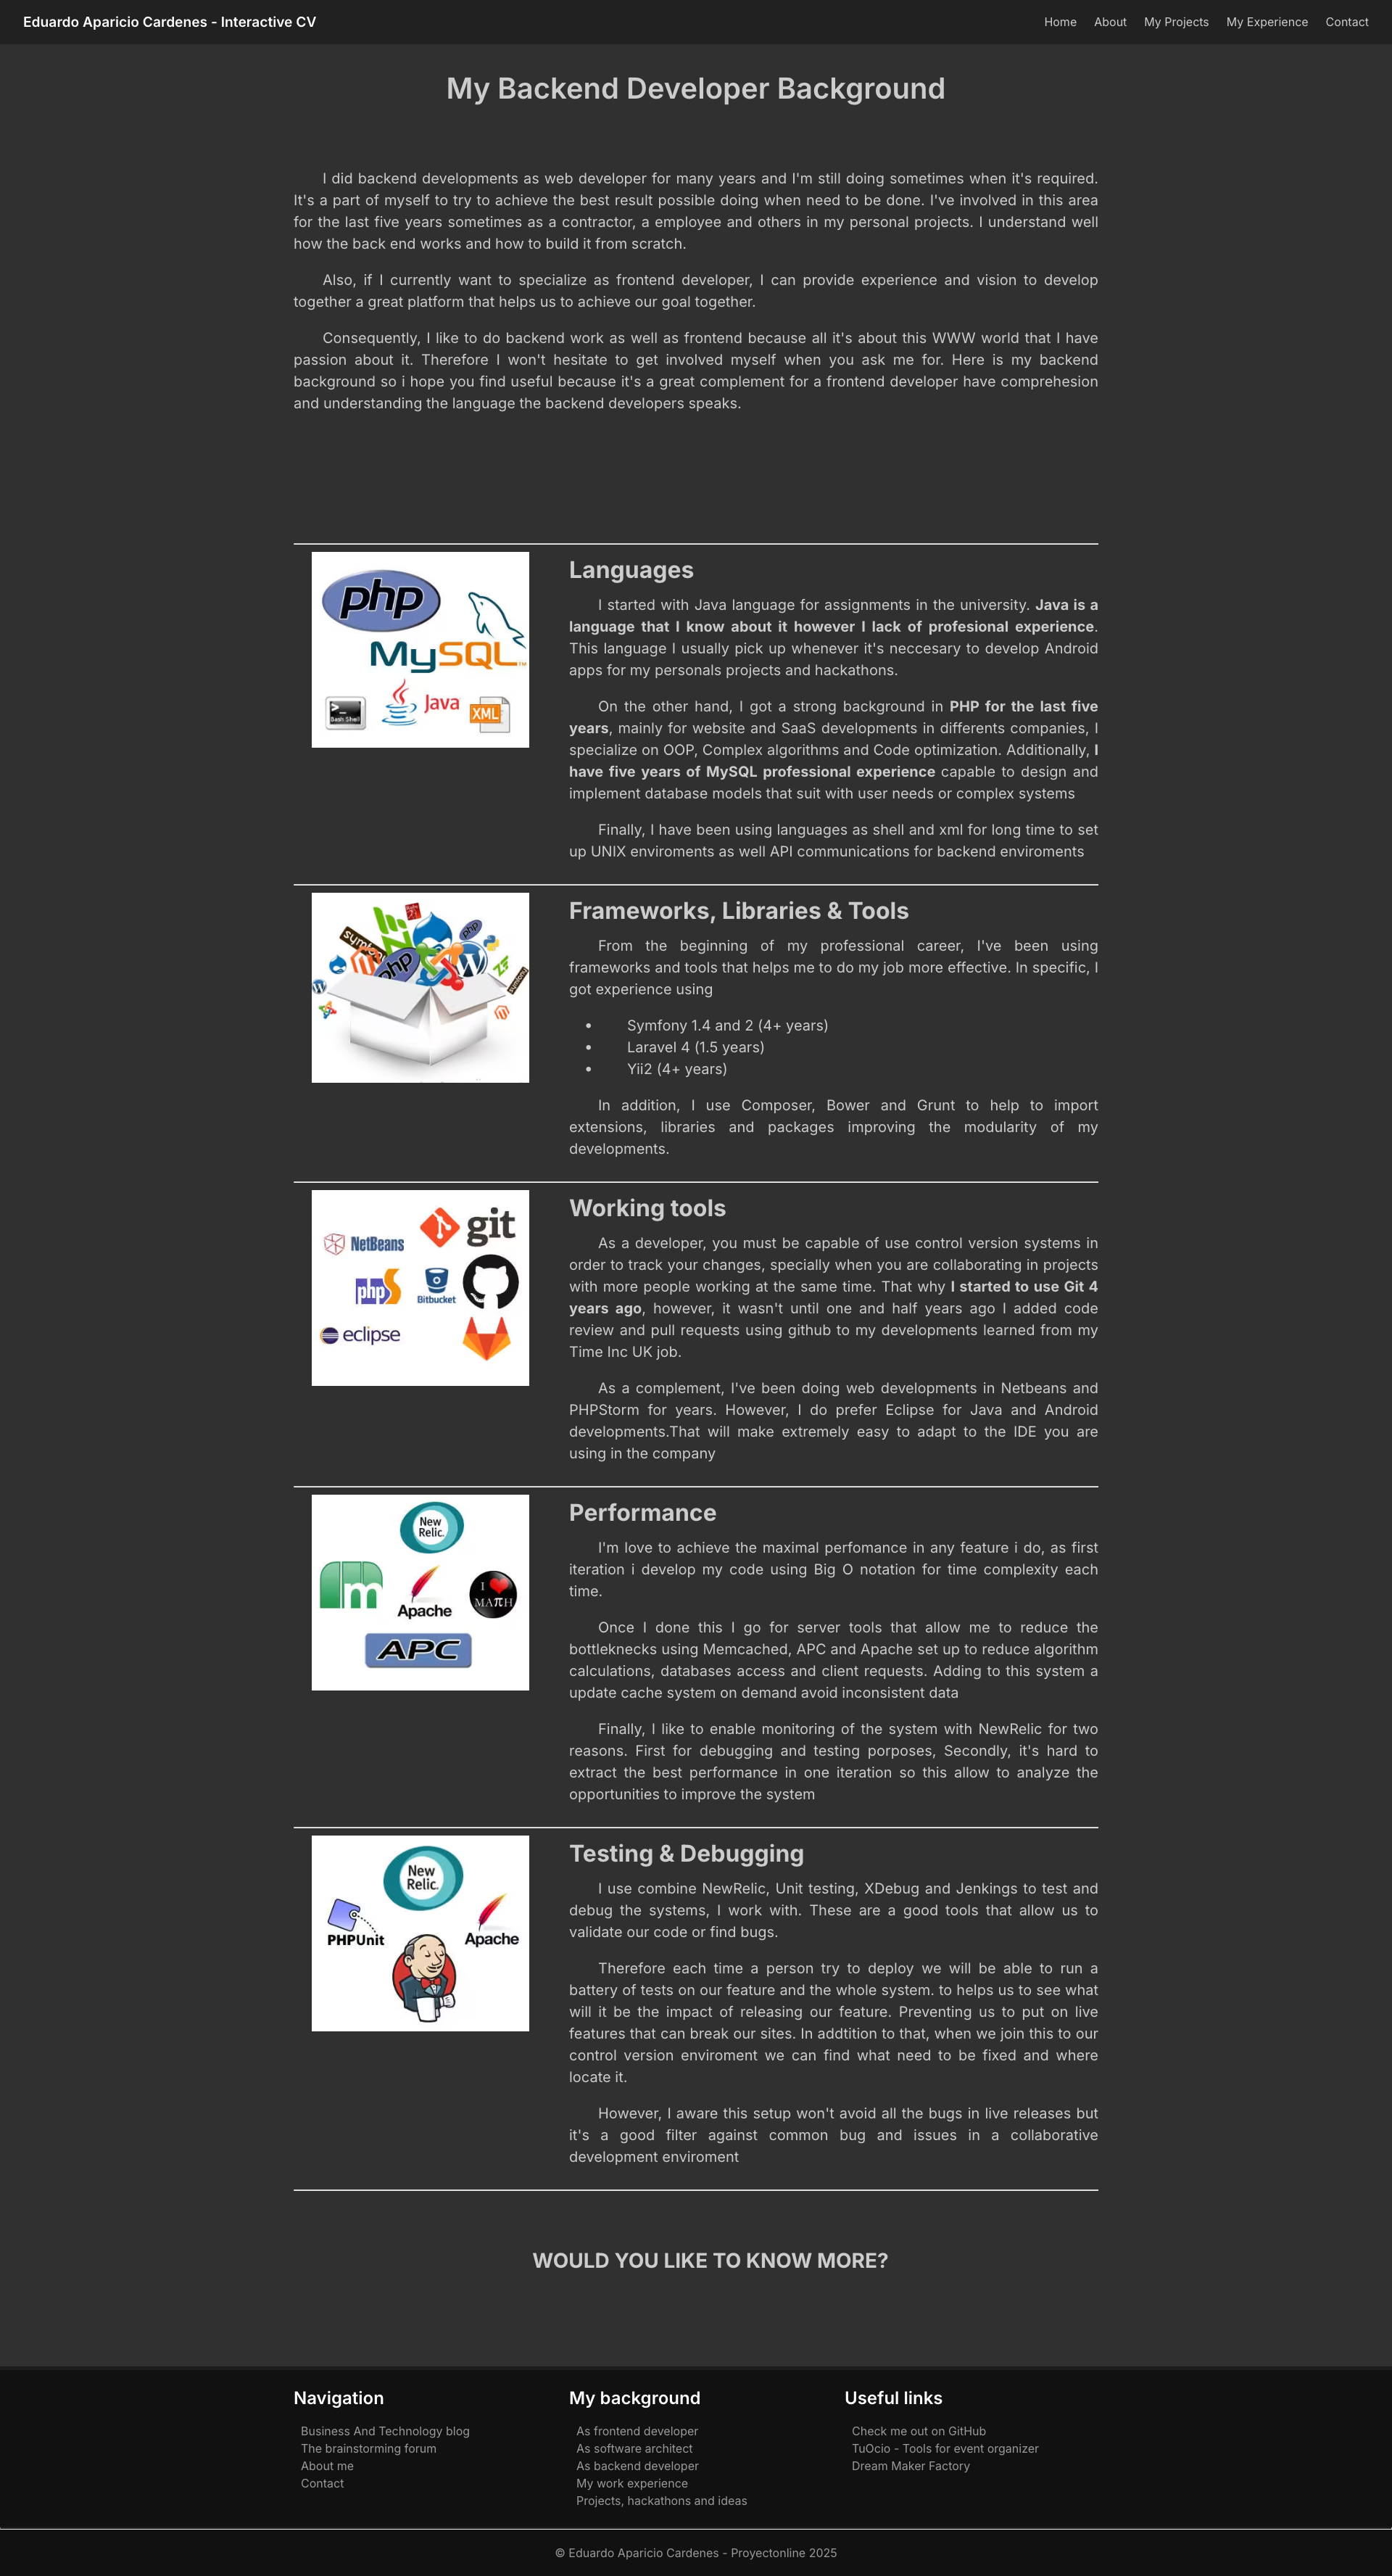 Eduardo Aparicio Cardenes - Interactive CV
Home About My Projects My Experience Contact
My Backend Developer Background
I did backend developments as web developer for many years and I'm still doing sometimes when it's required.
It's a part of myself to try to achieve the best result possible doing when need to be done. I've involved in this area
for the last five years sometimes as a contractor, a employee and others in my personal projects. I understand well
how the back end works and how to build it from scratch.
Also, if I currently want to specialize as frontend developer, I can provide experience and vision to develop
together a great platform that helps us to achieve our goal together.
Consequently, I like to do backend work as well as frontend because all it's about this WWW world that I have
passion about it. Therefore I won't hesitate to get involved myself when you ask me for. Here is my backend
background so i hope you find useful because it's a great complement for a frontend developer have comprehesion
and understanding the language the backend developers speaks.
php
MySQL
Bash Shell
Java
XML
Languages
I started with Java language for assignments in the university. Java is a
language that I know about it however I lack of profesional experience.
This language I usually pick up whenever it's neccesary to develop Android
apps for my personals projects and hackathons.
On the other hand, I got a strong background in PHP for the last five
years, mainly for website and SaaS developments in differents companies, I
specialize on OOP, Complex algorithms and Code optimization. Additionally, I
have five years of MySQL professional experience capable to design and
implement database models that suit with user needs or complex systems
Finally, I have been using languages as shell and xml for long time to set
up UNIX enviroments as well API communications for backend enviroments
php
php
Frameworks, Libraries & Tools
From the beginning of my professional career, I've been using
frameworks and tools that helps me to do my job more effective. In specific, I
got experience using
• Symfony 1.4 and 2 (4+ years)
• Laravel 4 (1.5 years)
• Yii2 (4+ years)
In addition, I use Composer, Bower and Grunt to help to import
extensions, libraries and packages improving the modularity of my
developments.
git
NetBeans
php
Bitbucket
eclipse
Working tools
As a developer, you must be capable of use control version systems in
order to track your changes, specially when you are collaborating in projects
with more people working at the same time. That why I started to use Git 4
years ago, however, it wasn't until one and half years ago I added code
review and pull requests using github to my developments learned from my
Time Inc UK job.
As a complement, I've been doing web developments in Netbeans and
PHPStorm for years. However, I do prefer Eclipse for Java and Android
developments.That will make extremely easy to adapt to the IDE you are
using in the company
New Relic.
m
Apache
I ❤ MAπH
APC
Performance
I'm love to achieve the maximal perfomance in any feature i do, as first
iteration i develop my code using Big O notation for time complexity each
time.
Once I done this I go for server tools that allow me to reduce the
bottleknecks using Memcached, APC and Apache set up to reduce algorithm
calculations, databases access and client requests. Adding to this system a
update cache system on demand avoid inconsistent data
Finally, I like to enable monitoring of the system with NewRelic for two
reasons. First for debugging and testing porposes, Secondly, it's hard to
extract the best performance in one iteration so this allow to analyze the
opportunities to improve the system
New Relic.
PHPUnit
Apache
Testing & Debugging
I use combine NewRelic, Unit testing, XDebug and Jenkings to test and
debug the systems, I work with. These are a good tools that allow us to
validate our code or find bugs.
Therefore each time a person try to deploy we will be able to run a
battery of tests on our feature and the whole system. to helps us to see what
will it be the impact of releasing our feature. Preventing us to put on live
features that can break our sites. In addtition to that, when we join this to our
control version enviroment we can find what need to be fixed and where
locate it.
However, I aware this setup won't avoid all the bugs in live releases but
it's a good filter against common bug and issues in a collaborative
development enviroment
WOULD YOU LIKE TO KNOW MORE?
Navigation
Business And Technology blog
The brainstorming forum
About me
Contact
My background
As frontend developer
As software architect
As backend developer
My work experience
Projects, hackathons and ideas
Useful links
Check me out on GitHub
TuOcio - Tools for event organizer
Dream Maker Factory
© Eduardo Aparicio Cardenes - Proyectonline 2025